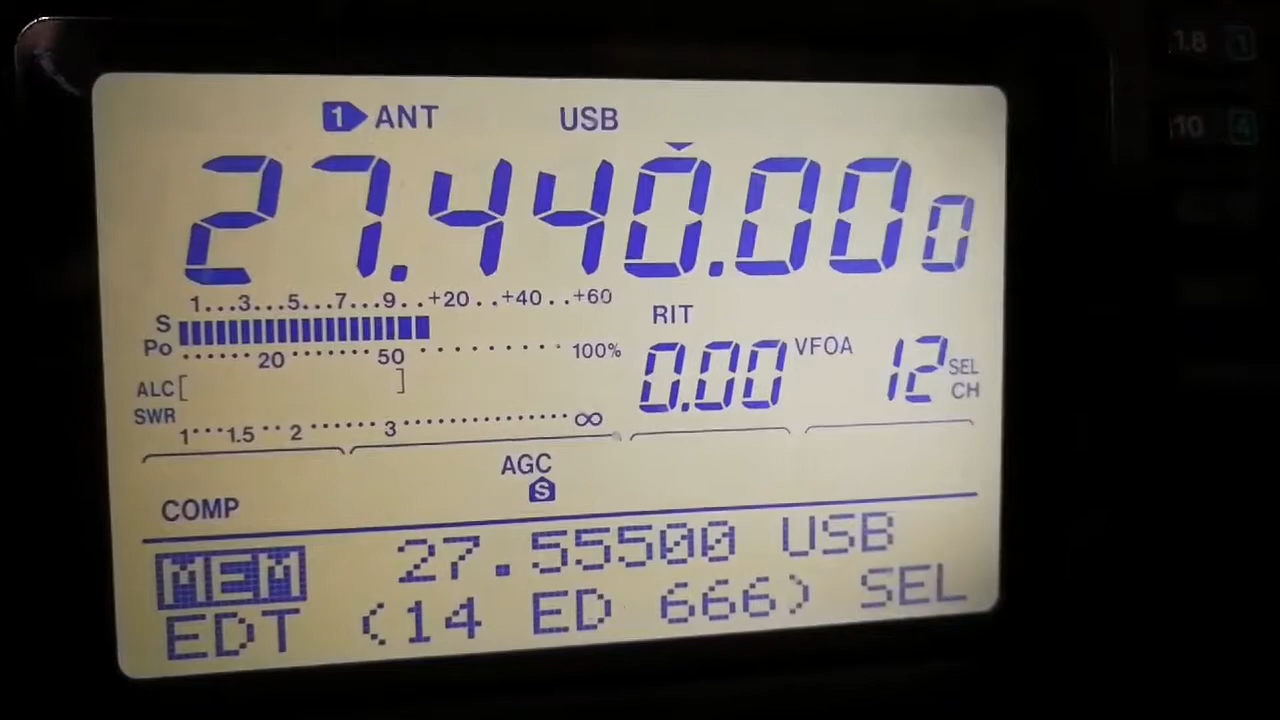 1 ANT USB
27.440.000
1...3...5...7...9..+20..+40..+60
S
Po 20 50 100%
RIT
0.00 VFOA 12 SEL CH
ALC [ ]
SWR
1 1.5 2 3 ∞
AGC
S
COMP
MEM 27.55500 USB
EDT (14 ED 666) SEL
1.8 1
10 4